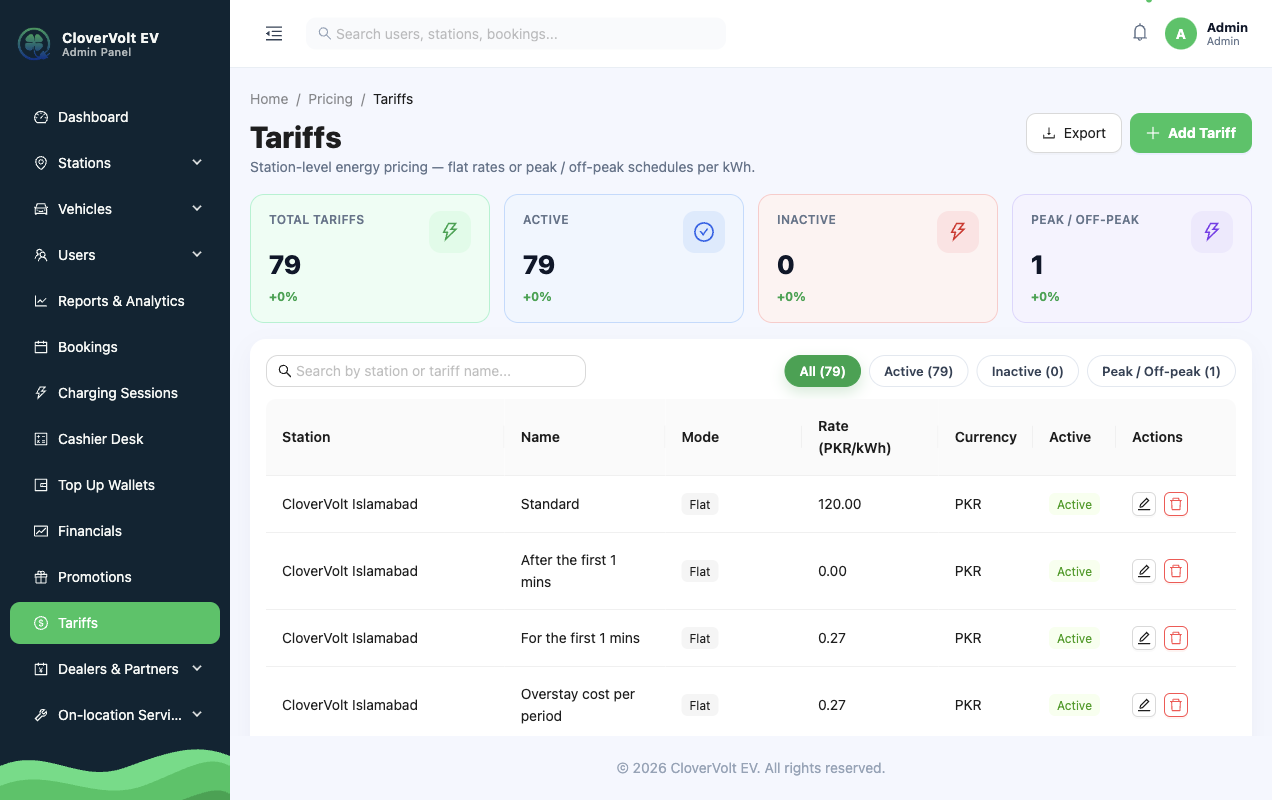 CloverVolt EV
Admin Panel
Dashboard
Stations
Vehicles
Users
Reports & Analytics
Bookings
Charging Sessions
Cashier Desk
Top Up Wallets
Financials
Promotions
Tariffs
Dealers & Partners
On-location Servi...
Search users, stations, bookings...
A
Admin
Admin
Home / Pricing / Tariffs
Tariffs
Station-level energy pricing — flat rates or peak / off-peak schedules per kWh.
Export
Add Tariff
TOTAL TARIFFS
79
+0%
ACTIVE
79
+0%
INACTIVE
0
+0%
PEAK / OFF-PEAK
1
+0%
Search by station or tariff name...
All (79)
Active (79)
Inactive (0)
Peak / Off-peak (1)
Station
Name
Mode
Rate
(PKR/kWh)
Currency
Active
Actions
CloverVolt Islamabad
Standard
Flat
120.00
PKR
Active
CloverVolt Islamabad
After the first 1
mins
Flat
0.00
PKR
Active
CloverVolt Islamabad
For the first 1 mins
Flat
0.27
PKR
Active
CloverVolt Islamabad
Overstay cost per
period
Flat
0.27
PKR
Active
© 2026 CloverVolt EV. All rights reserved.